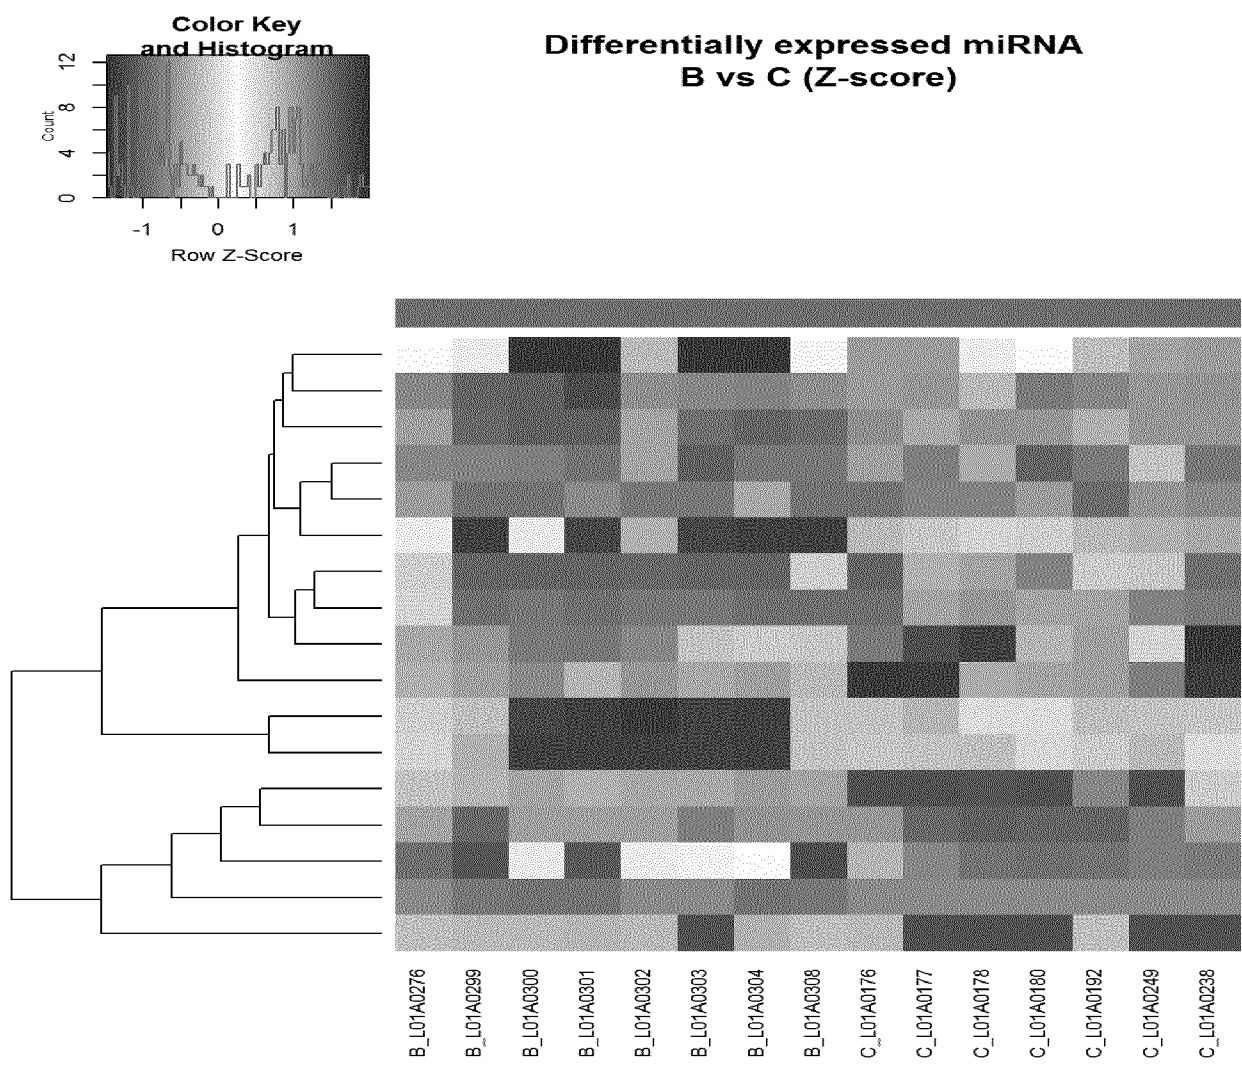 Color Key
and Histogram
Differentially expressed miRNA
B vs C (Z-score)
Count
12
8
4
0
-1 0 1
Row Z-Score
B_L01A0276
B_L01A0299
B_L01A0300
B_L01A0301
B_L01A0302
B_L01A0303
B_L01A0304
B_L01A0308
C_L01A0176
C_L01A0177
C_L01A0178
C_L01A0180
C_L01A0192
C_L01A0249
C_L01A0238